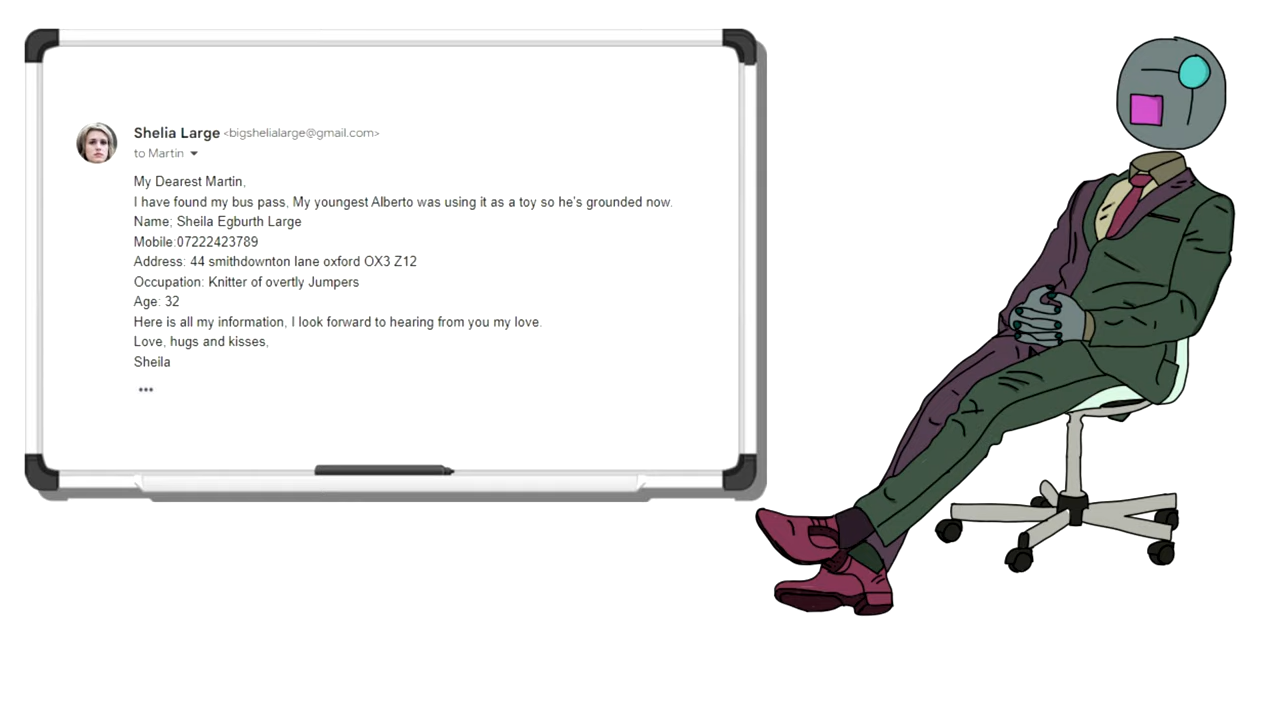 Shelia Large <bigshelialarge@gmail.com>
to Martin
My Dearest Martin,
I have found my bus pass, My youngest Alberto was using it as a toy so he's grounded now.
Name; Sheila Egburth Large
Mobile:07222423789
Address: 44 smithdownton lane oxford OX3 Z12
Occupation: Knitter of overtly Jumpers
Age: 32
Here is all my information, I look forward to hearing from you my love.
Love, hugs and kisses,
Sheila